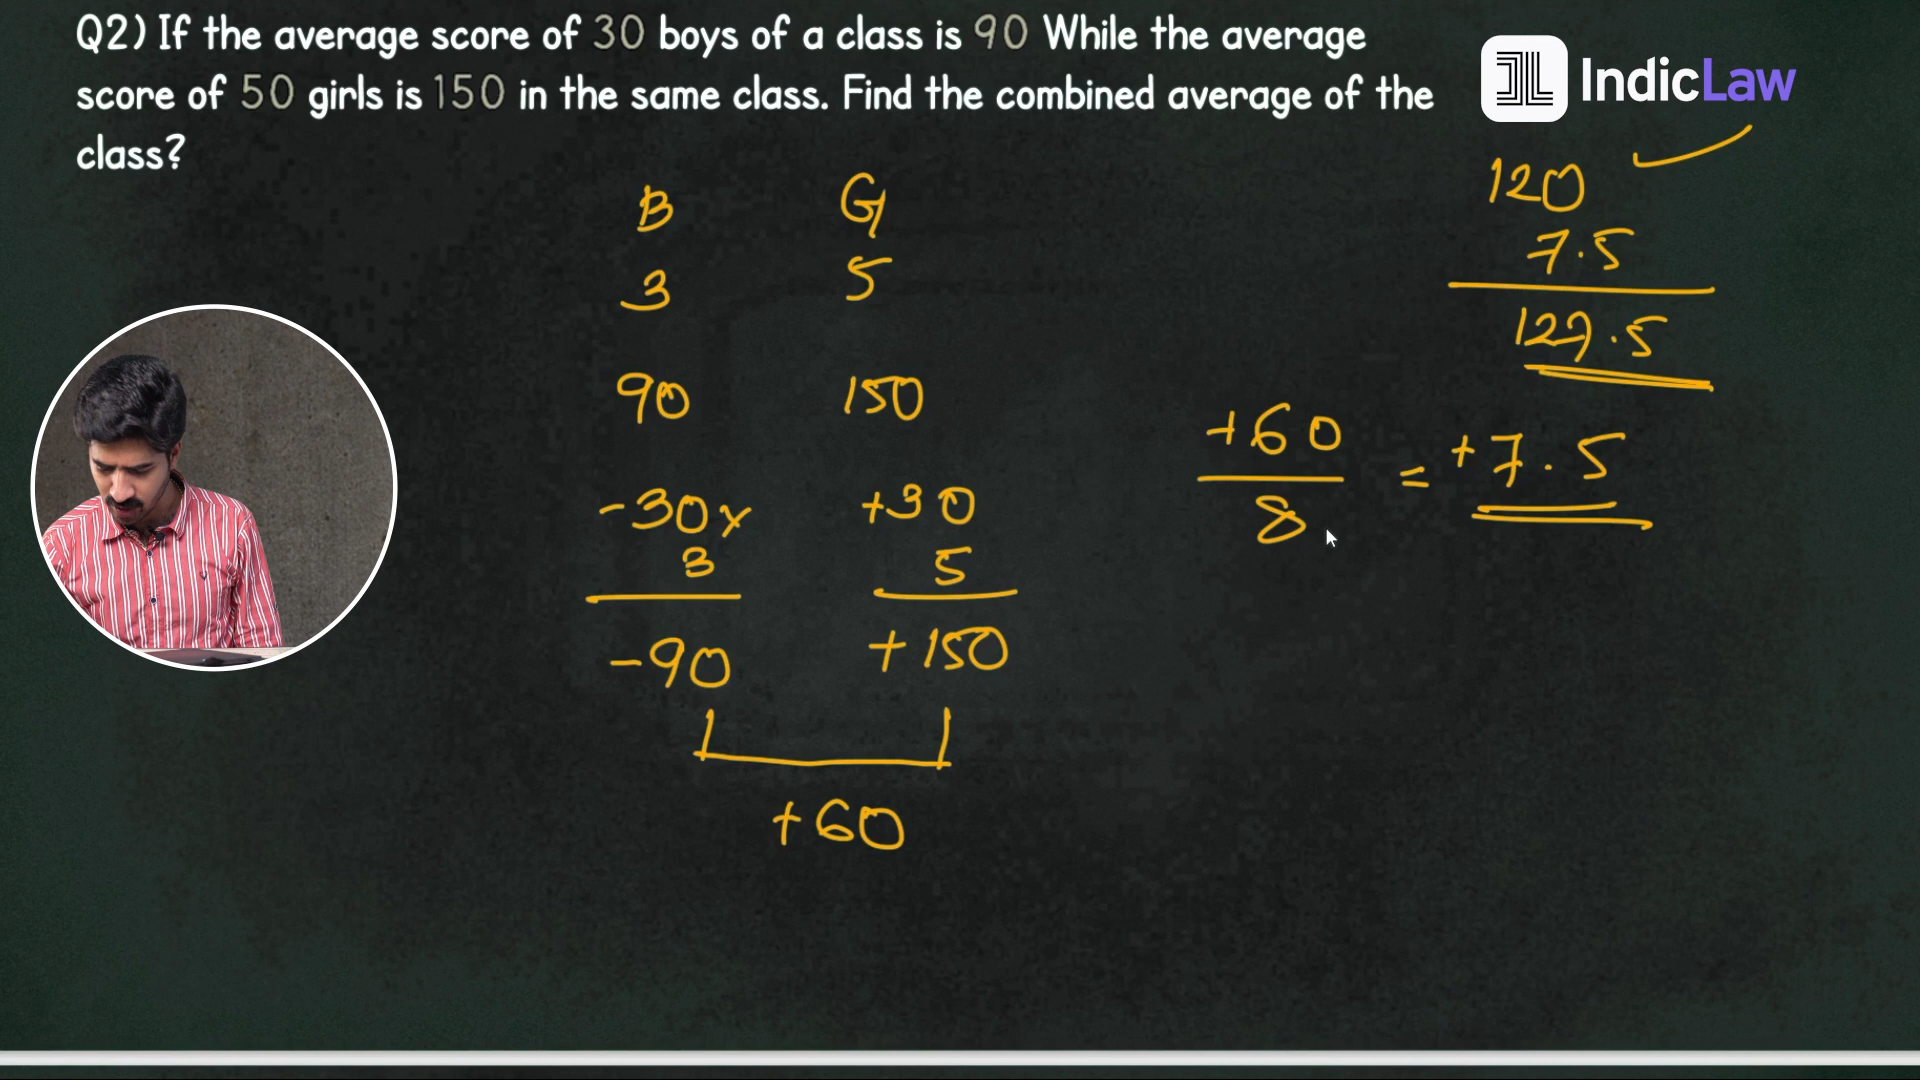 Q2) If the average score of 30 boys of a class is 90 While the average
score of 50 girls is 150 in the same class. Find the combined average of the
class?
IndicLaw
B G
3 5
90 150
-30x +30
3 5
-90 +150
+60
+60
8
= +7.5
120
7.5
127.5